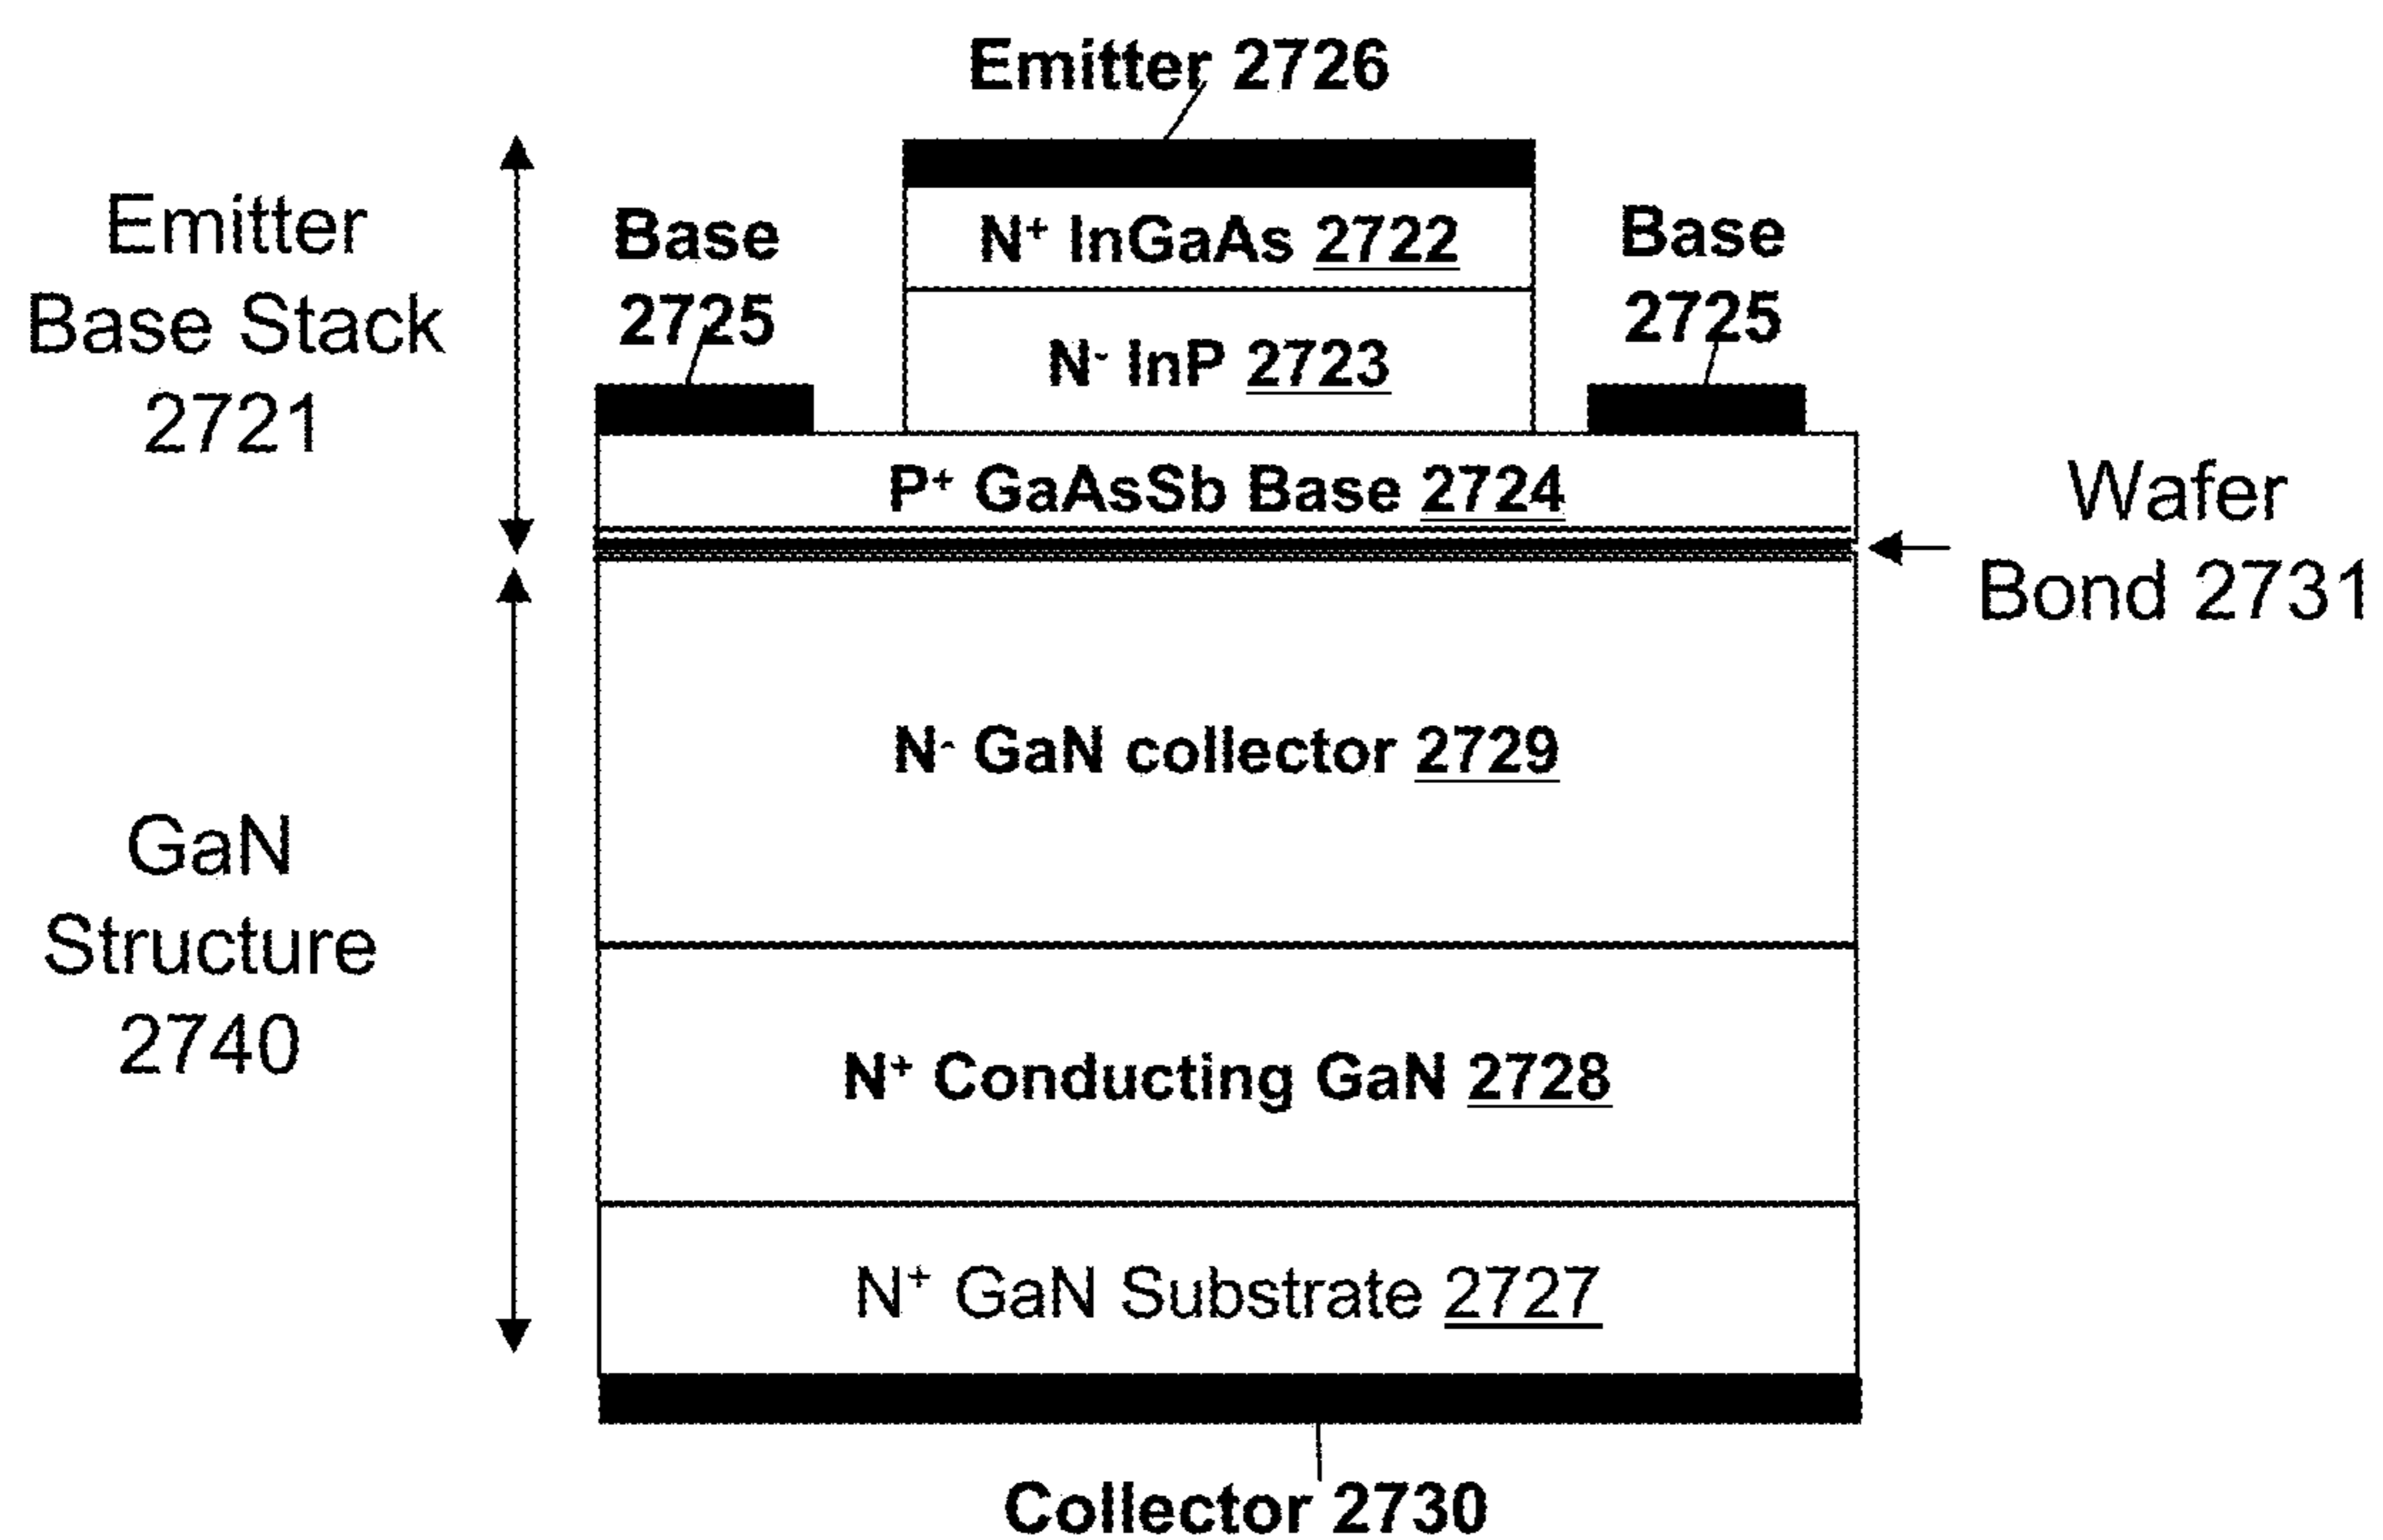 Emitter 2726
Emitter
Base Stack
2721
Base
2725
N+ InGaAs 2722
Base
2725
N- InP 2723
P+ GaAsSb Base 2724
Wafer
Bond 2731
N- GaN collector 2729
GaN
Structure
2740
N+ Conducting GaN 2728
N+ GaN Substrate 2727
Collector 2730